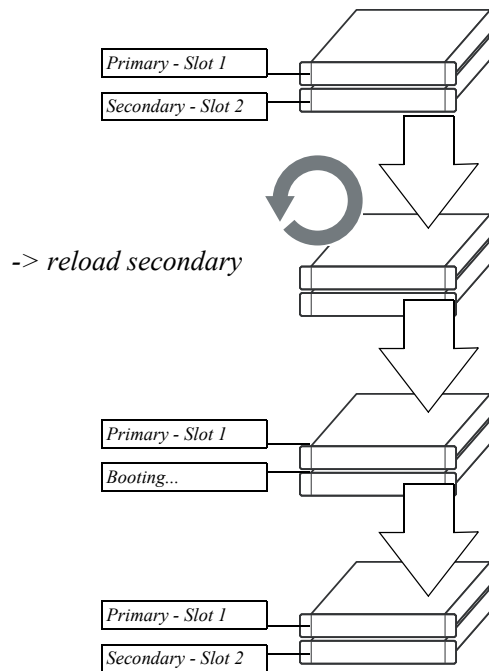 Primary - Slot 1
Secondary - Slot 2
-> reload secondary
Primary - Slot 1
Booting...
Primary - Slot 1
Secondary - Slot 2